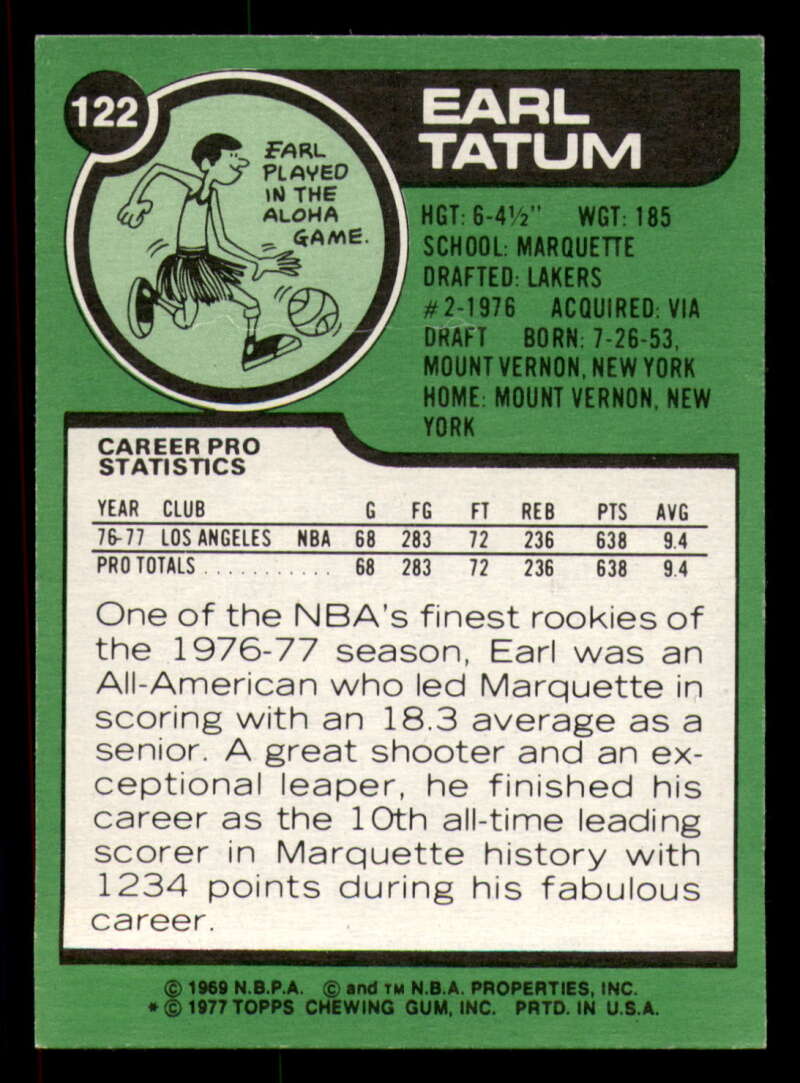 122
EARL
TATUM
EARL
PLAYED
IN THE
ALOHA
GAME.
HGT: 6-4½" WGT: 185
SCHOOL: MARQUETTE
DRAFTED: LAKERS
#2-1976 ACQUIRED: VIA
DRAFT BORN: 7-26-53,
MOUNT VERNON, NEW YORK
HOME: MOUNT VERNON, NEW
YORK
CAREER PRO
STATISTICS
YEAR CLUB G FG FT REB PTS AVG
76-77 LOS ANGELES NBA 68 283 72 236 638 9.4
PRO TOTALS . . . . . . . . . . . 68 283 72 236 638 9.4
One of the NBA's finest rookies of
the 1976-77 season, Earl was an
All-American who led Marquette in
scoring with an 18.3 average as a
senior. A great shooter and an ex-
ceptional leaper, he finished his
career as the 10th all-time leading
scorer in Marquette history with
1234 points during his fabulous
career.
© 1969 N.B.P.A. © and TM N.B.A. PROPERTIES, INC.
* © 1977 TOPPS CHEWING GUM, INC. PRTD. IN U.S.A.